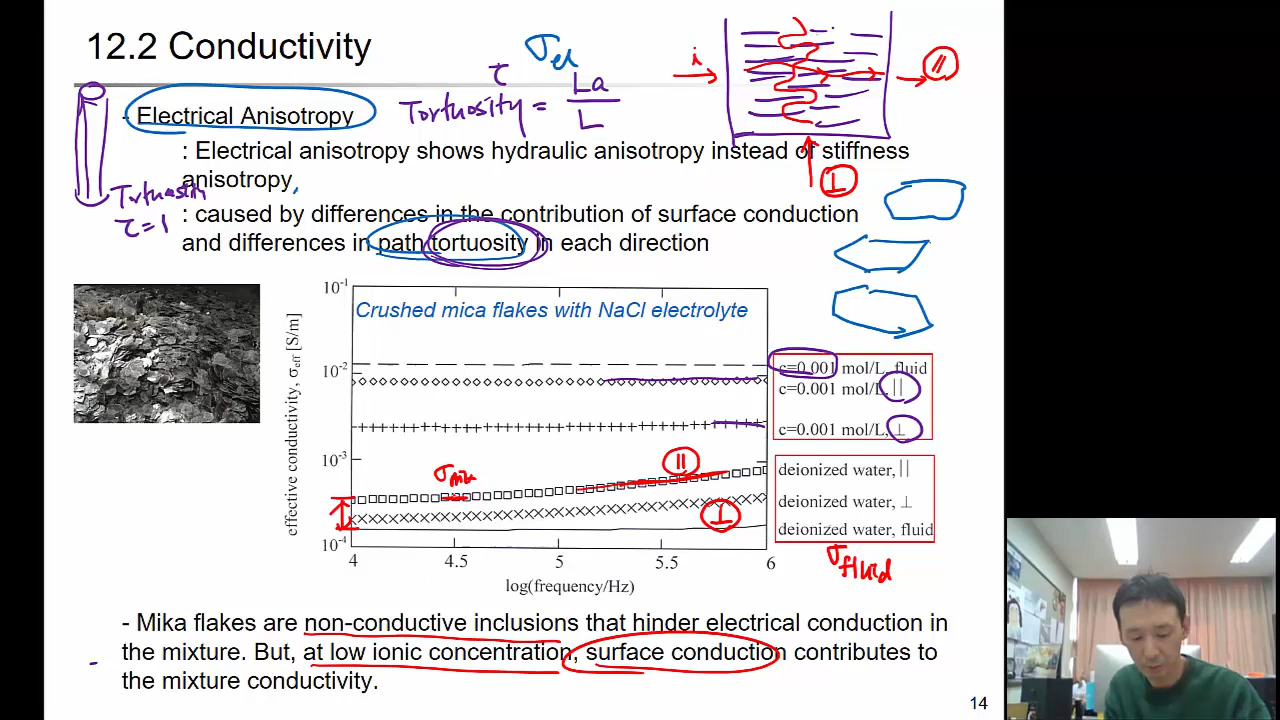 12.2 Conductivity
σel
τ
Tortuosity = La / L
i
//
⊥
- Electrical Anisotropy
: Electrical anisotropy shows hydraulic anisotropy instead of stiffness
anisotropy,
Tortuosity
τ=1
: caused by differences in the contribution of surface conduction
and differences in path tortuosity in each direction
Crushed mica flakes with NaCl electrolyte
effective conductivity, σeff [S/m]
10-1
10-2
10-3
10-4
4 4.5 5 5.5 6
log(frequency/Hz)
σmix
//
⊥
c=0.001 mol/L, fluid
c=0.001 mol/L, ||
c=0.001 mol/L, ⊥
deionized water, ||
deionized water, ⊥
deionized water, fluid
σfluid
- Mika flakes are non-conductive inclusions that hinder electrical conduction in
the mixture. But, at low ionic concentration, surface conduction contributes to
the mixture conductivity.
14